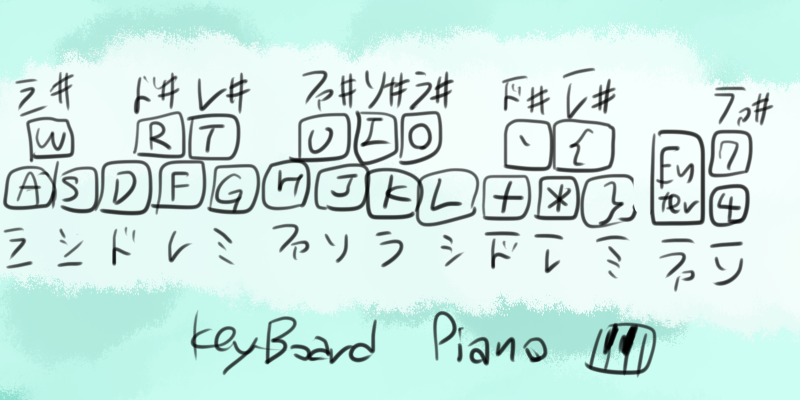 ラ# ド# レ# ファ# ソ# ラ# ド# レ# ファ#
W R T U I O ` { 7
A S D F G H J K L + * } Enter 4
ラ シ ド レ ミ ファ ソ ラ シ ド レ ミ ファ ソ
KeyBoard Piano